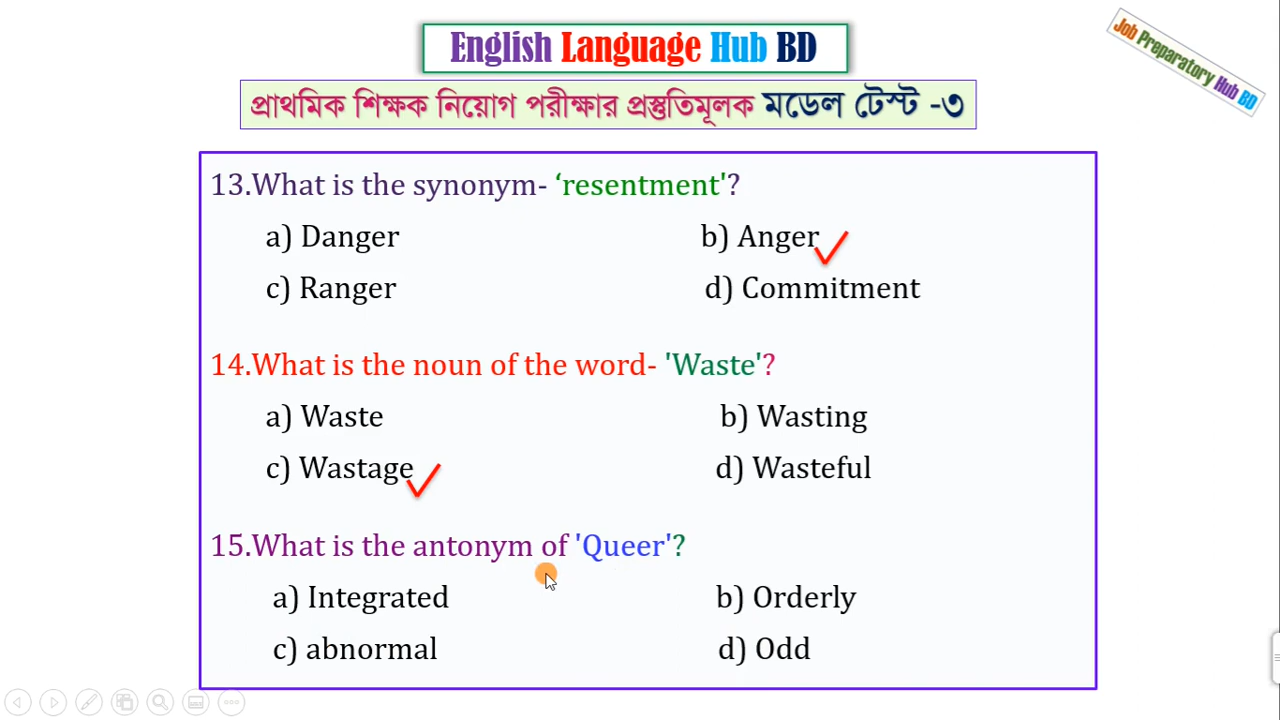 English Language Hub BD
Job Preparatory Hub BD
প্রাথমিক শিক্ষক নিয়োগ পরীক্ষার প্রস্তুতিমূলক মডেল টেস্ট -৩
13.What is the synonym- ‘resentment'?
a) Danger b) Anger
c) Ranger d) Commitment
14.What is the noun of the word- 'Waste'?
a) Waste b) Wasting
c) Wastage d) Wasteful
15.What is the antonym of 'Queer'?
a) Integrated b) Orderly
c) abnormal d) Odd